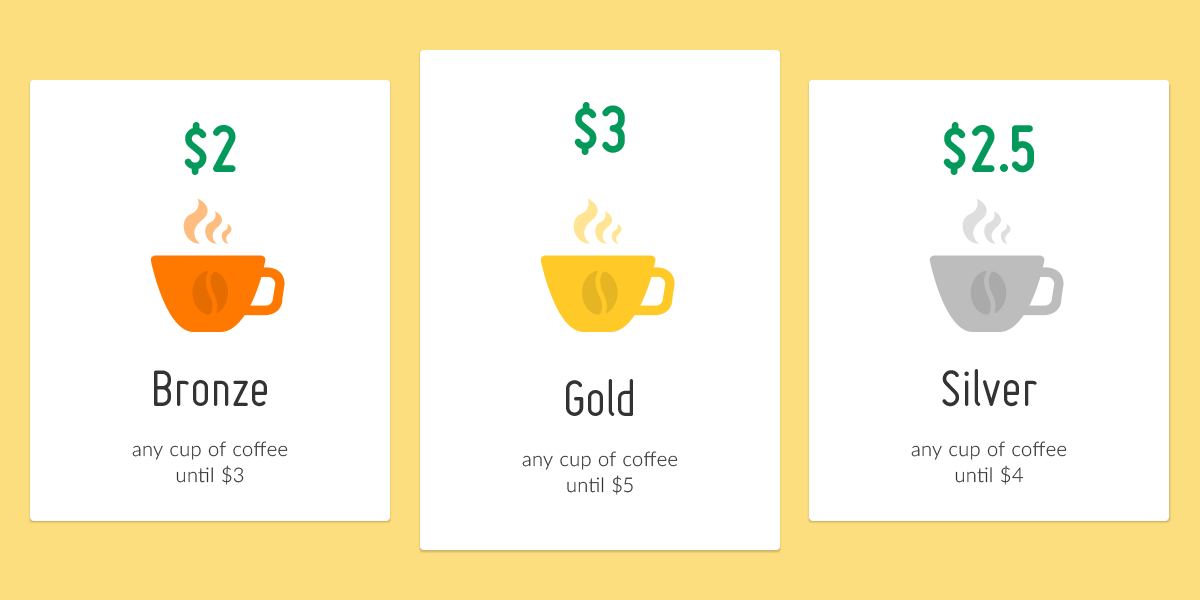 $2
Bronze
any cup of coffee
until $3
$3
Gold
any cup of coffee
until $5
$2.5
Silver
any cup of coffee
until $4